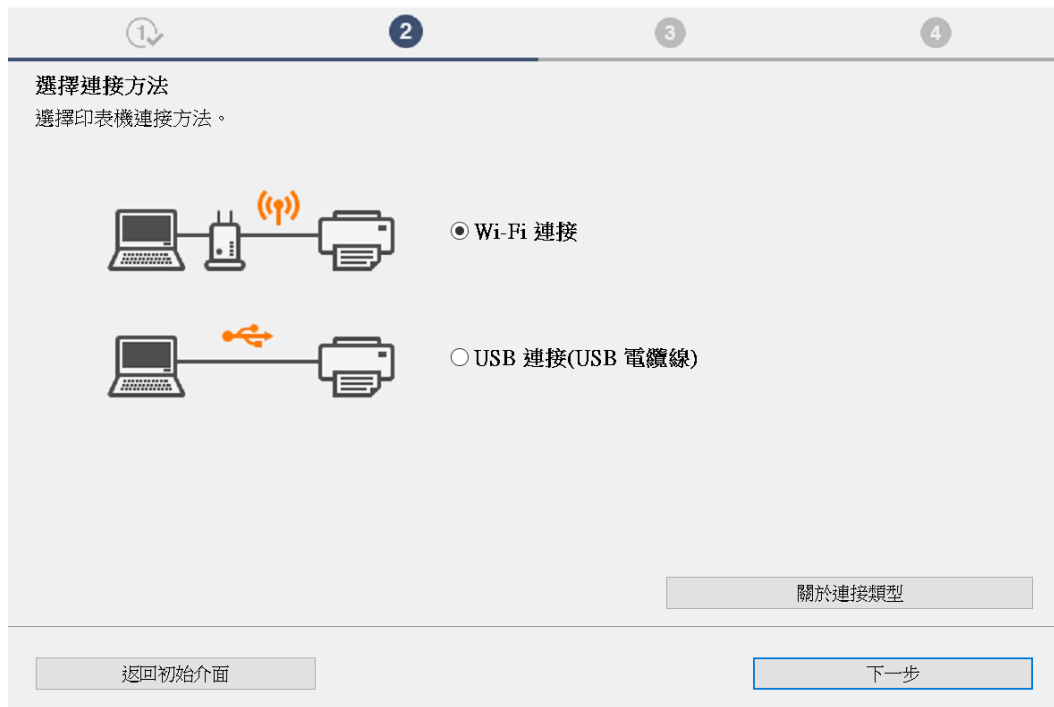 1 2 3 4
選擇連接方法
選擇印表機連接方法。
Wi-Fi 連接
USB 連接(USB 電纜線)
關於連接類型
返回初始介面 下一步